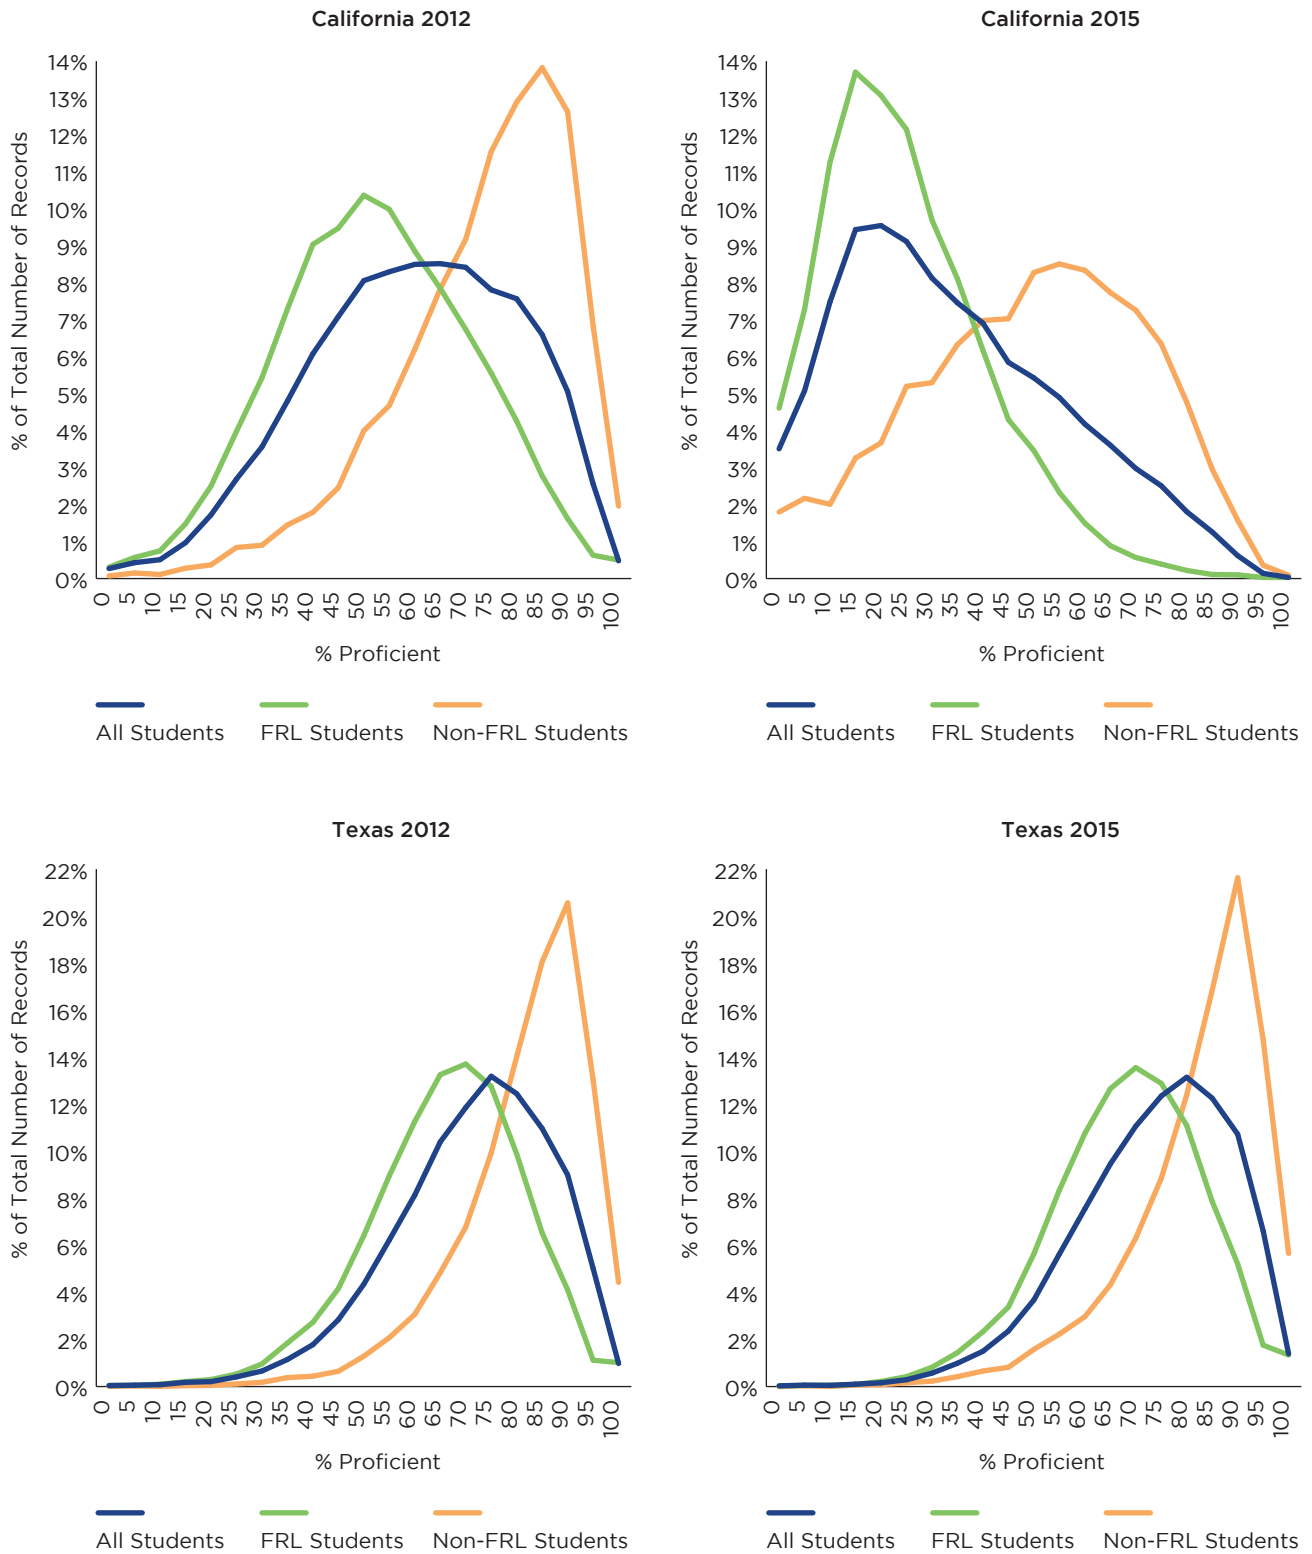 California 2012
% of Total Number of Records
14%
13%
12%
11%
10%
9%
8%
7%
6%
5%
4%
3%
2%
1%
0%
0 5 10 15 20 25 30 35 40 45 50 55 60 65 70 75 80 85 90 95 100
% Proficient
All Students FRL Students Non-FRL Students
California 2015
% of Total Number of Records
14%
13%
12%
11%
10%
9%
8%
7%
6%
5%
4%
3%
2%
1%
0%
0 5 10 15 20 25 30 35 40 45 50 55 60 65 70 75 80 85 90 95 100
% Proficient
All Students FRL Students Non-FRL Students
Texas 2012
% of Total Number of Records
22%
20%
18%
16%
14%
12%
10%
8%
6%
4%
2%
0%
0 5 10 15 20 25 30 35 40 45 50 55 60 65 70 75 80 85 90 95 100
% Proficient
All Students FRL Students Non-FRL Students
Texas 2015
% of Total Number of Records
22%
20%
18%
16%
14%
12%
10%
8%
6%
4%
2%
0%
0 5 10 15 20 25 30 35 40 45 50 55 60 65 70 75 80 85 90 95 100
% Proficient
All Students FRL Students Non-FRL Students